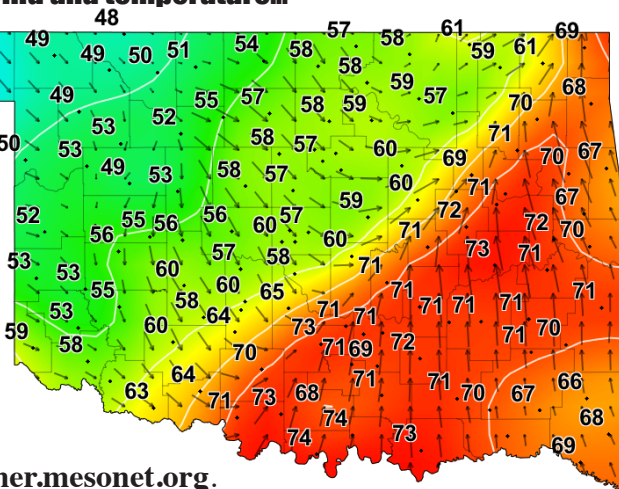 wind and temperature…
48 57 58 61 69
49 49 50 51 54 58 59 61
58
49 55 57 59 57 68
52 58 59 70
53 71
50 53 58 57 60 69 70 67
49 53 58 57 60 71 67
59 72
52 55 56 56 60 57 72 70
56 60 71 73 71
53 53 57 58 71
60
55 60 65 71 71
53 58 64 71 71 71 71 71
59 60 73 70
58 70 71 69 72 71
64 71 66
63 71 73 68 71 70 67
74 68
74 73 69
her.mesonet.org.